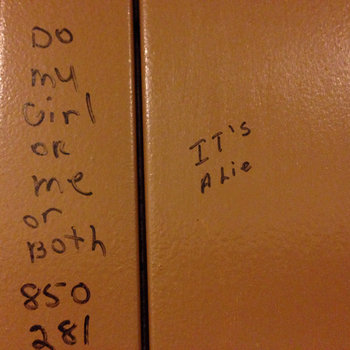 Do
my
Girl
or
me
or
Both
850
281
IT's
A Lie